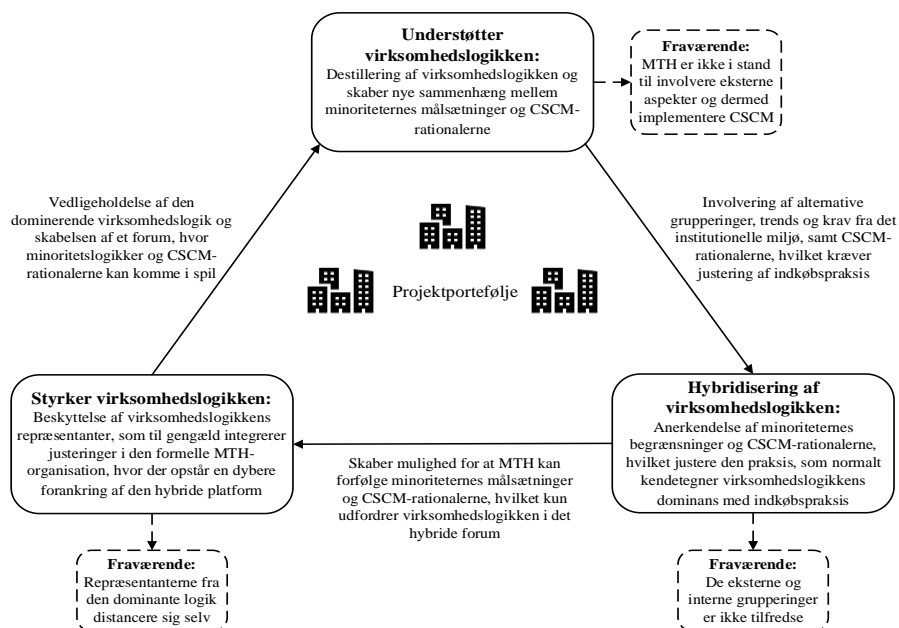 Understøtter
virksomhedslogikken:
Destillering af virksomhedslogikken og
skaber nye sammenhæng mellem
minoriteternes målsætninger og CSCM-
rationalerne
Fraværende:
MTH er ikke i stand
til involvere eksterne
aspekter og dermed
implementere CSCM
Vedligeholdelse af den
dominerende virksomhedslogik og
skabelsen af et forum, hvor
minoritetslogikker og CSCM-
rationalerne kan komme i spil
Involvering af alternative
grupperinger, trends og krav fra det
institutionelle miljø, samt CSCM-
rationalerne, hvilket kræver
justering af indkøbspraksis
Projektportefølje
Styrker virksomhedslogikken:
Beskyttelse af virksomhedslogikkens
repræsentanter, som til gengæld integrerer
justeringer i den formelle MTH-
organisation, hvor der opstår en dybere
forankring af den hybride platform
Skaber mulighed for at MTH kan
forfølge minoriteternes målsætninger
og CSCM-rationalerne, hvilket kun
udfordrer virksomhedslogikken i det
hybride forum
Hybridisering af
virksomhedslogikken:
Anerkendelse af minoriteternes
begrænsninger og CSCM-rationalerne,
hvilket justere den praksis, som normalt
kendetegner virksomhedslogikkens
dominans med indkøbspraksis
Fraværende:
Repræsentanterne fra
den dominante logik
distancere sig selv
Fraværende:
De eksterne og
interne grupperinger
er ikke tilfredse